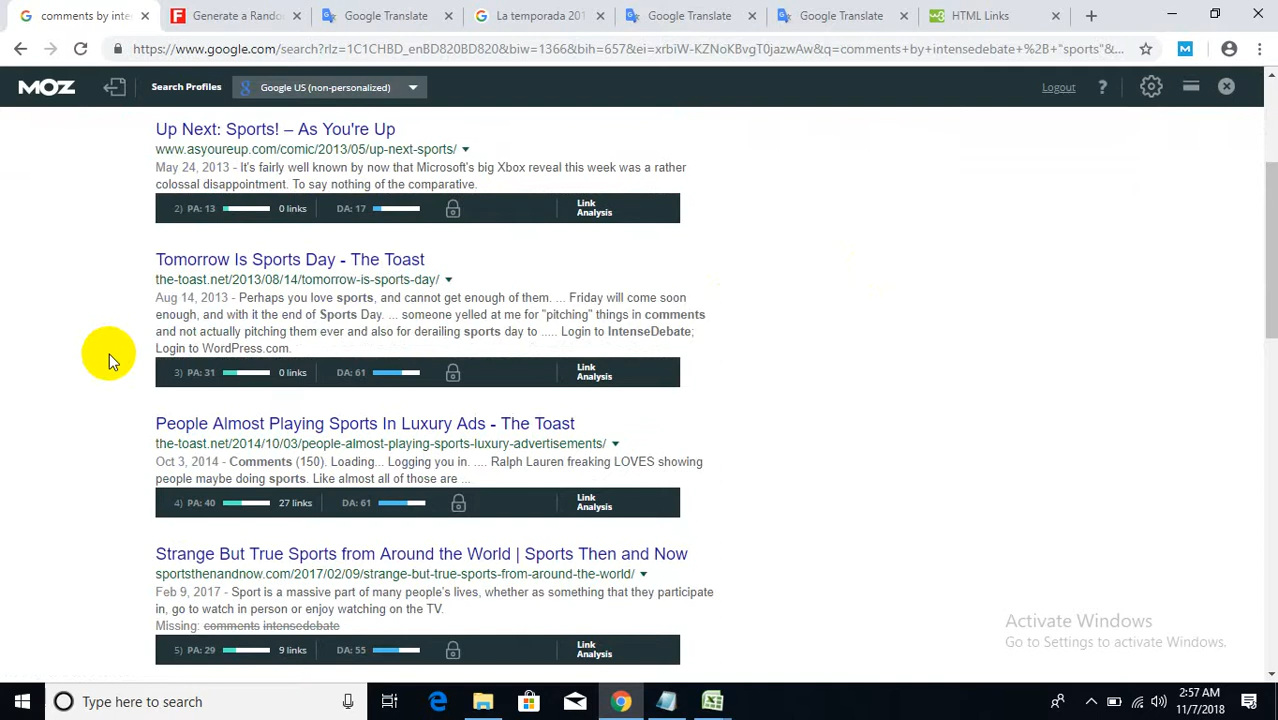 comments by inte
Generate a Rando
Google Translate
La temporada 201
Google Translate
Google Translate
HTML Links
https://www.google.com/search?rlz=1C1CHBD_enBD820BD820&biw=1366&bih=657&ei=xrbiW-KZNoKBvgT0jazwAw&q=comments+by+intensedebate+%2B+"sports"&...
MOZ
Search Profiles
Google US (non-personalized)
Logout
?
Up Next: Sports! – As You're Up
www.asyoureup.com/comic/2013/05/up-next-sports/
May 24, 2013 - It's fairly well known by now that Microsoft's big Xbox reveal this week was a rather
colossal disappointment. To say nothing of the comparative.
2) PA: 13 0 links DA: 17 Link Analysis
Tomorrow Is Sports Day - The Toast
the-toast.net/2013/08/14/tomorrow-is-sports-day/
Aug 14, 2013 - Perhaps you love sports, and cannot get enough of them. ... Friday will come soon
enough, and with it the end of Sports Day. ... someone yelled at me for "pitching" things in comments
and not actually pitching them ever and also for derailing sports day to ..... Login to IntenseDebate;
Login to WordPress.com.
3) PA: 31 0 links DA: 61 Link Analysis
People Almost Playing Sports In Luxury Ads - The Toast
the-toast.net/2014/10/03/people-almost-playing-sports-luxury-advertisements/
Oct 3, 2014 - Comments (150). Loading... Logging you in. .... Ralph Lauren freaking LOVES showing
people maybe doing sports. Like almost all of those are ...
4) PA: 40 27 links DA: 61 Link Analysis
Strange But True Sports from Around the World | Sports Then and Now
sportsthenandnow.com/2017/02/09/strange-but-true-sports-from-around-the-world/
Feb 9, 2017 - Sport is a massive part of many people's lives, whether as something that they participate
in, go to watch in person or enjoy watching on the TV.
Missing: comments intensedebate
5) PA: 29 9 links DA: 55 Link Analysis
Activate Windows
Go to Settings to activate Windows.
Type here to search
2:57 AM
11/7/2018